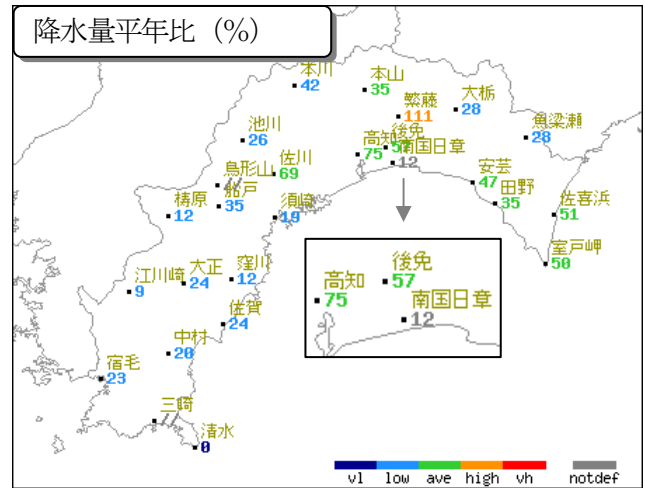 降水量平年比（%）
本川
42
本山
35
繁藤
111
大栃
28
魚梁瀬
28
池川
26
高知
75
後免
57
南国日章
12
佐川
69
鳥形山
//
船戸
35
梼原
12
須崎
19
安芸
47
田野
35
佐喜浜
51
室戸岬
50
江川崎
9
大正
24
窪川
12
佐賀
24
中村
20
宿毛
23
三崎
//
清水
0
高知
75
後免
57
南国日章
12
vl low ave high vh notdef